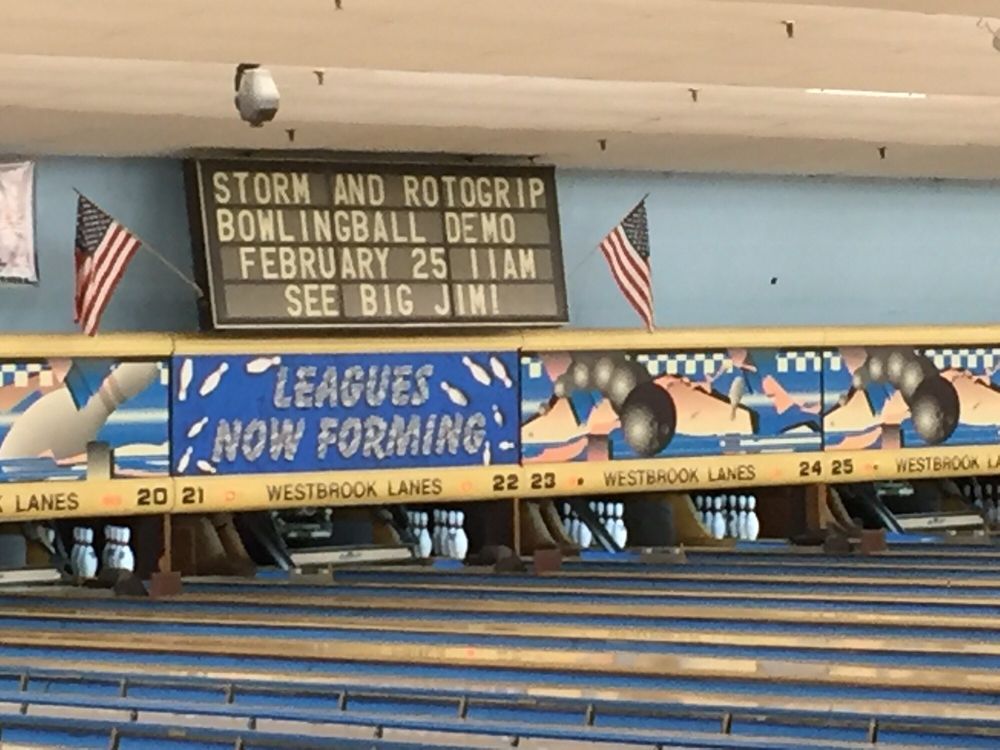 STORM AND ROTOGRIP
BOWLINGBALL DEMO
FEBRUARY 25 11AM
SEE BIG JIM!
LEAGUES
NOW FORMING
LANES 20 21 WESTBROOK LANES 22 23 WESTBROOK LANES 24 25 WESTBROOK LANES